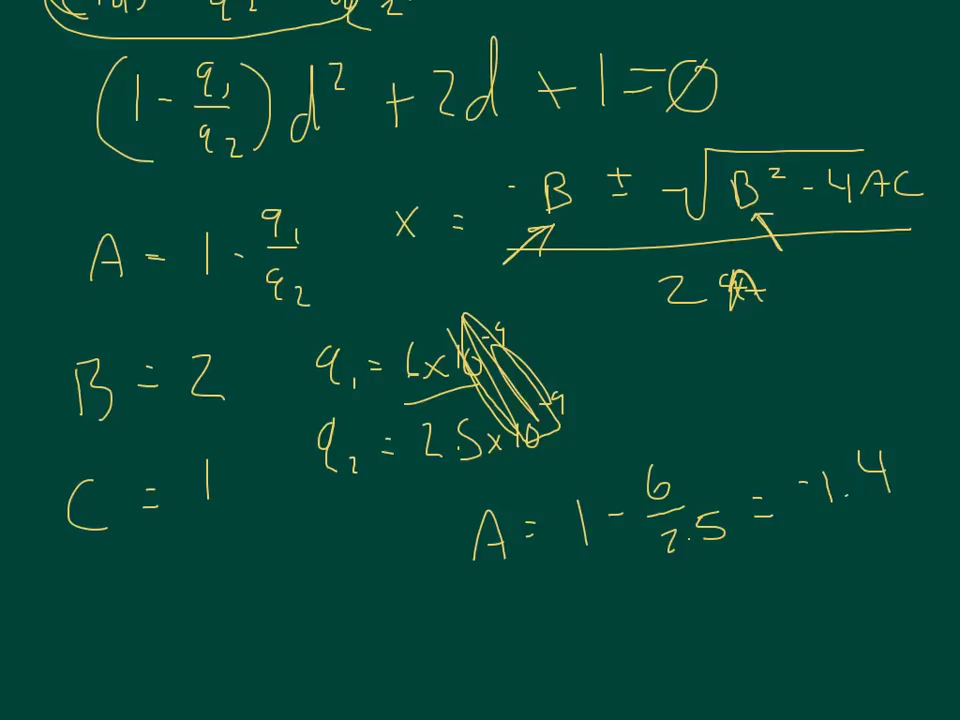 (1 - q₁/q₂) d² + 2d + 1 = ∅
x = -B ± √(B² - 4AC) / 2A
A = 1 - q₁/q₂
B = 2
q₁ = 6x10⁻⁹
q₂ = 2.5x10⁻⁹
C = 1
A = 1 - 6/2.5 = -1.4